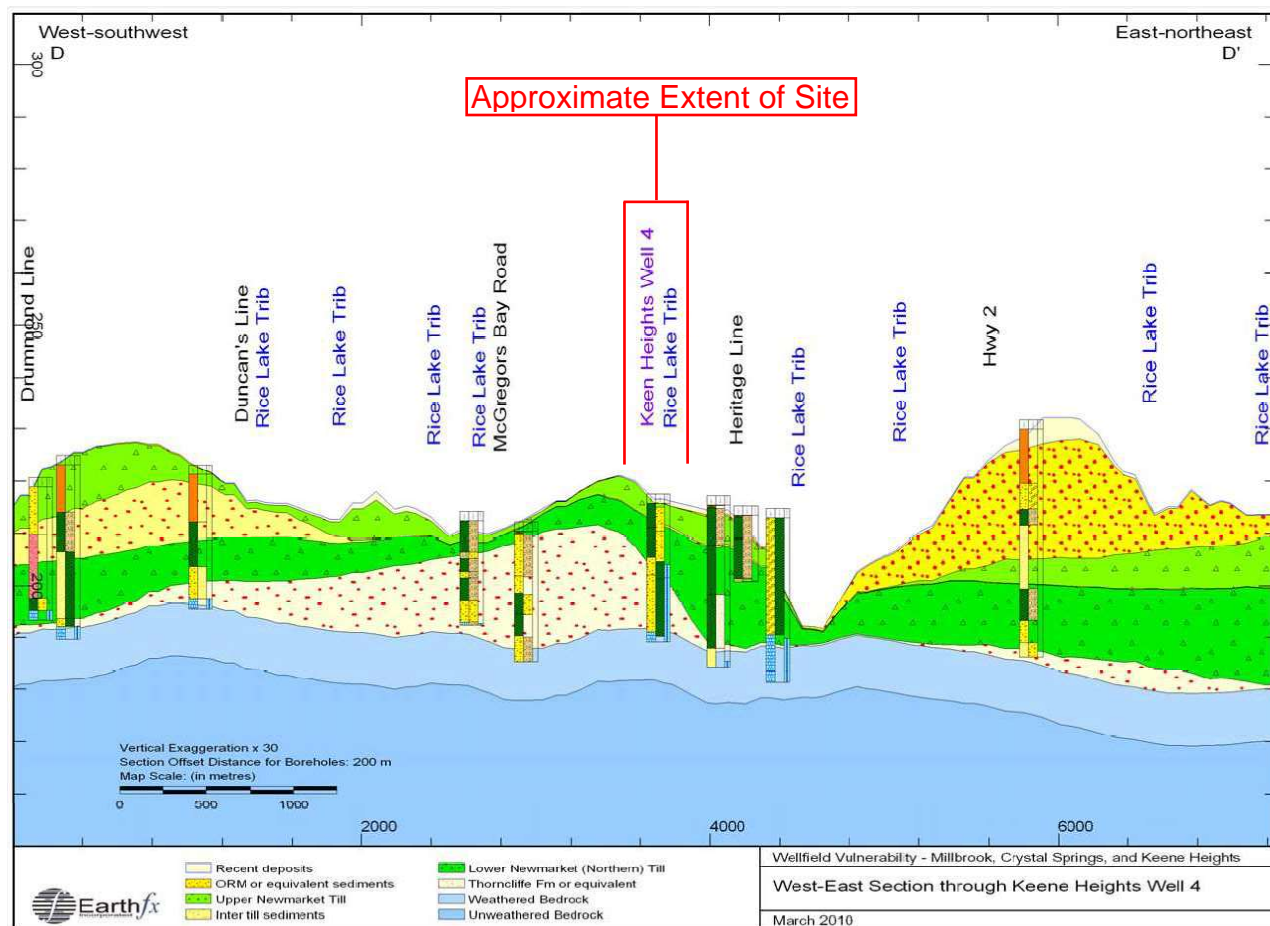 West-southwest
D
East-northeast
D'
300
Approximate Extent of Site
Drummond Line
250
Duncan's Line
Rice Lake Trib
Rice Lake Trib
Rice Lake Trib
Rice Lake Trib
McGregors Bay Road
Keen Heights Well 4
Rice Lake Trib
Heritage Line
Rice Lake Trib
Rice Lake Trib
Hwy 2
Rice Lake Trib
Rice Lake Trib
200
Vertical Exaggeration x 30
Section Offset Distance for Boreholes: 200 m
Map Scale: (in metres)
0 500 1000
2000 4000 6000
Earthfx
Incorporated
Recent deposits
ORM or equivalent sediments
Upper Newmarket Till
Inter till sediments
Lower Newmarket (Northern) Till
Thorncliffe Fm or equivalent
Weathered Bedrock
Unweathered Bedrock
Wellfield Vulnerability - Millbrook, Crystal Springs, and Keene Heights
West-East Section through Keene Heights Well 4
March 2010